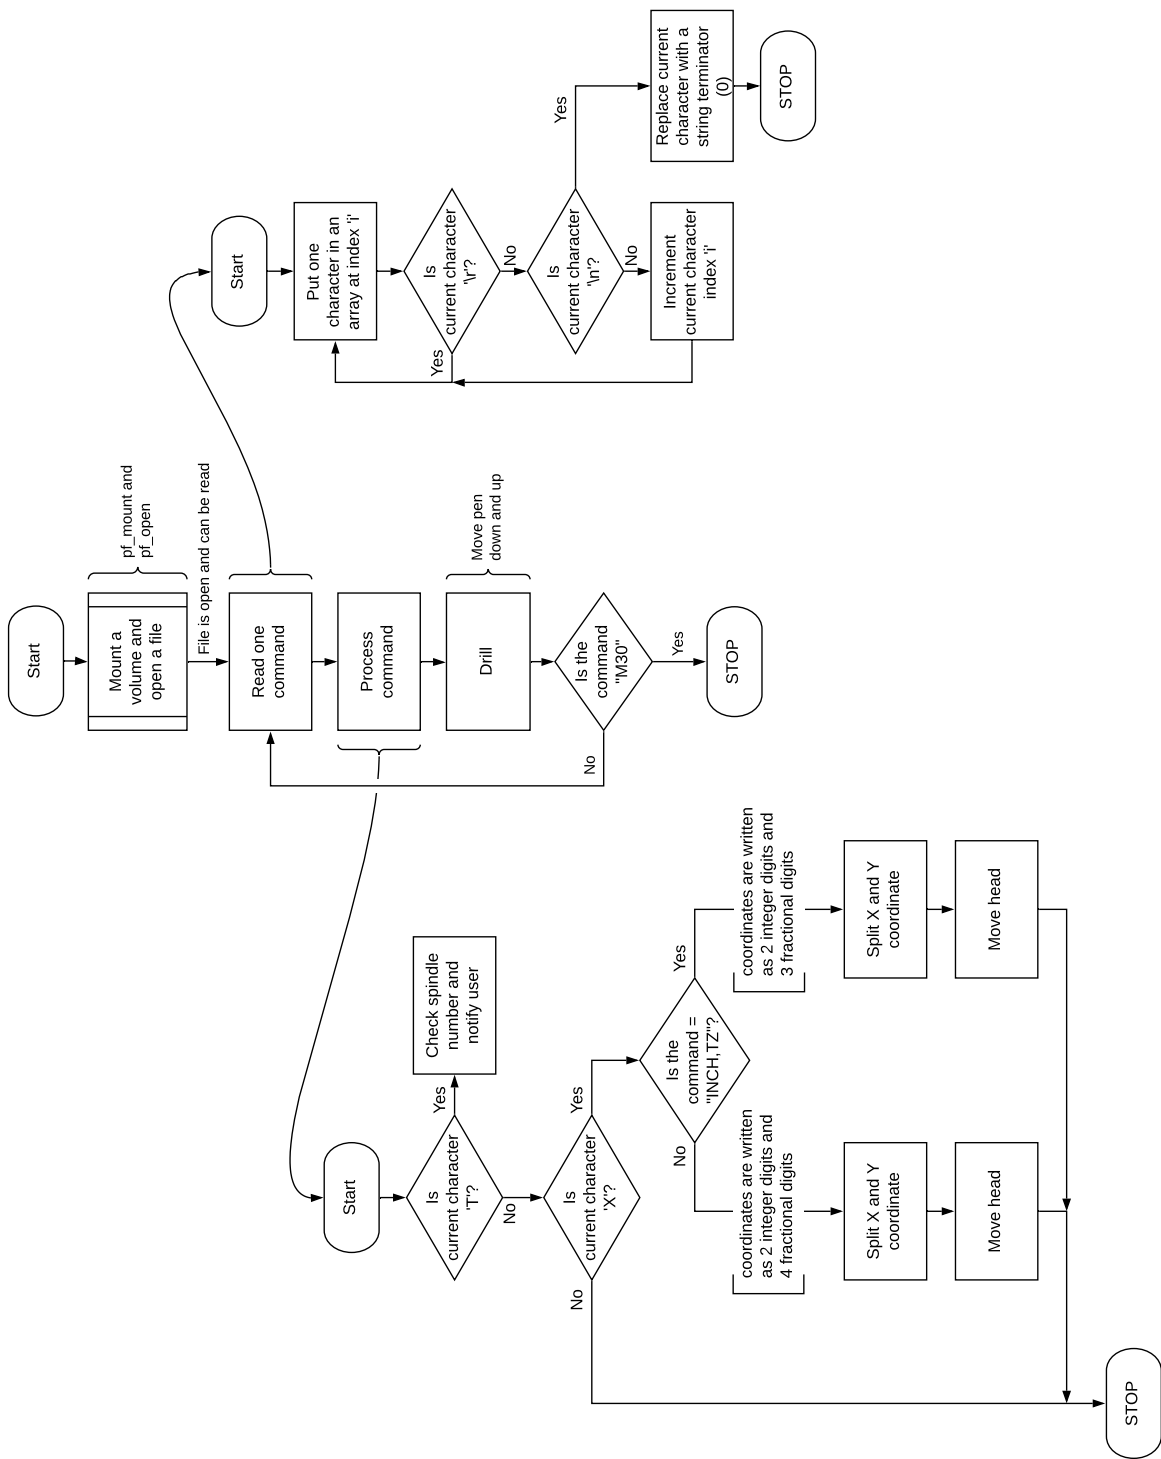 Start
Mount a
volume and
open a file
pf_mount and
pf_open
File is open and can be read
Read one
command
Process
command
Drill
Move pen
down and up
Is the
command
"M30"
No
Yes
STOP
Start
Put one
character in an
array at index 'i'
Is
current character
'\r'?
Yes
No
Is
current character
'\n'?
Yes
No
Increment
current character
index 'i'
Replace current
character with a
string terminator
(0)
STOP
Start
Is
current character
'T'?
Yes
No
Check spindle
number and
notify user
Is
current character
'X'?
Yes
No
Is the
command =
"INCH,TZ"?
No
Yes
coordinates are written
as 2 integer digits and
4 fractional digits
Split X and Y
coordinate
Move head
coordinates are written
as 2 integer digits and
3 fractional digits
Split X and Y
coordinate
Move head
STOP